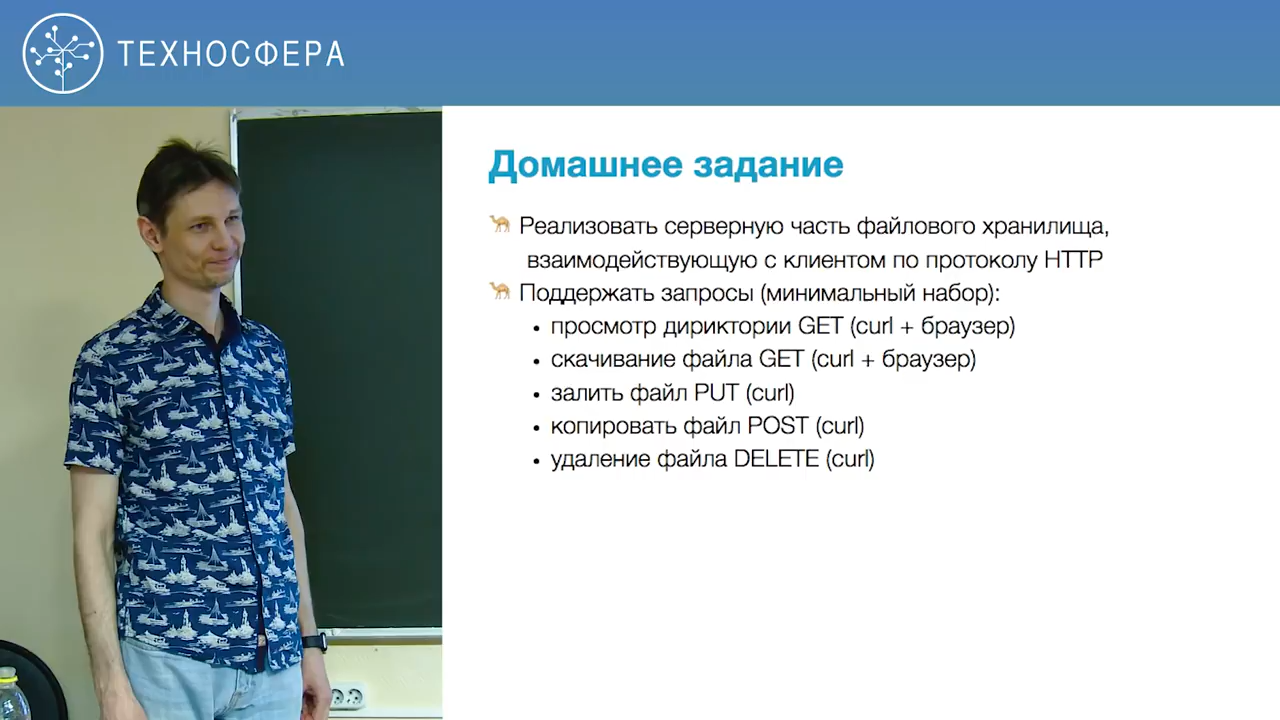 ТЕХНОСФЕРА
Домашнее задание
Реализовать серверную часть файлового хранилища,
взаимодействующую с клиентом по протоколу HTTP
Поддержать запросы (минимальный набор):
• просмотр дириктории GET (curl + браузер)
• скачивание файла GET (curl + браузер)
• залить файл PUT (curl)
• копировать файл POST (curl)
• удаление файла DELETE (curl)